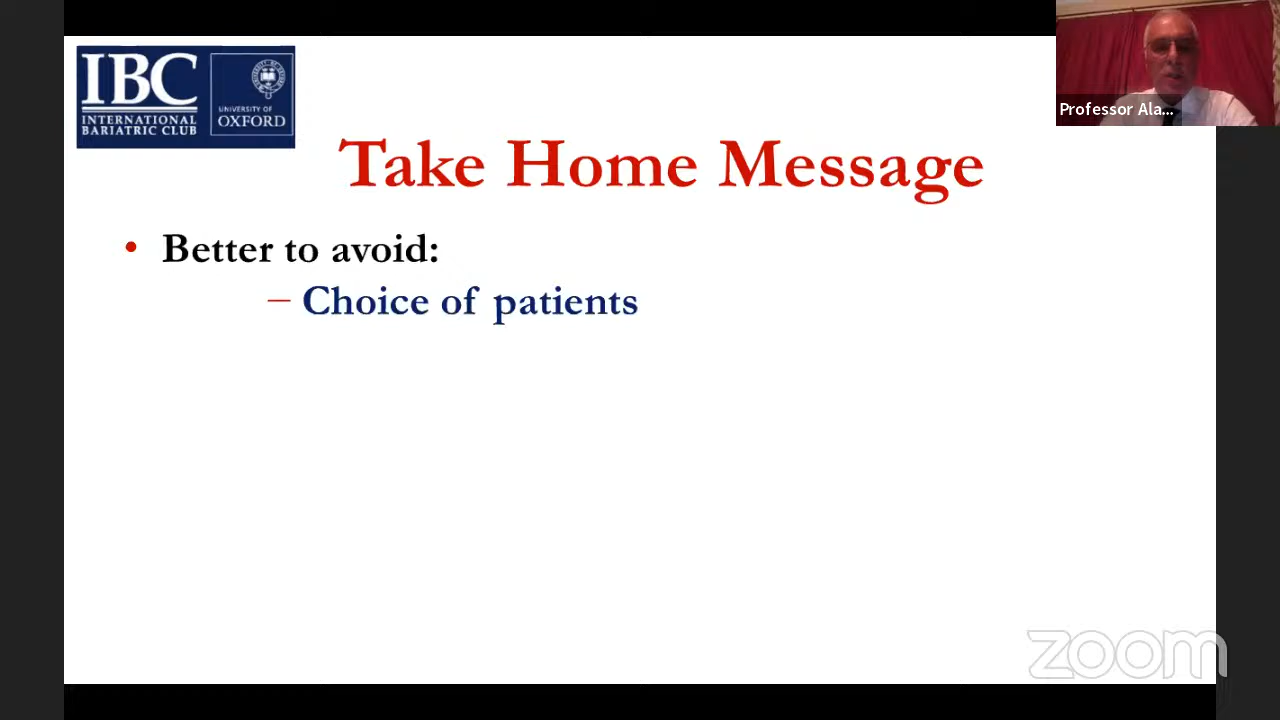 IBC
INTERNATIONAL
BARIATRIC CLUB
UNIVERSITY OF
OXFORD
Professor Ala...
Take Home Message
• Better to avoid:
– Choice of patients
zoom